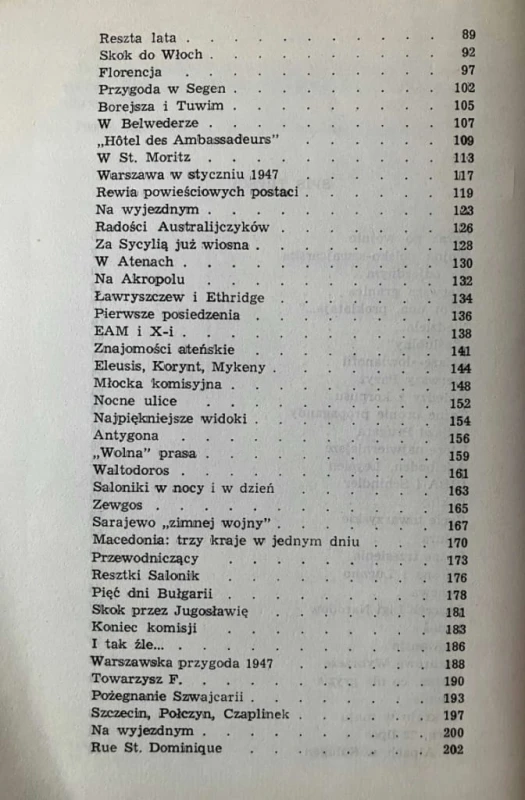 Reszta lata . . . . . . . . . . . 89
Skok do Włoch . . . . . . . . . . 92
Florencja . . . . . . . . . . 97
Przygoda w Segen . . . . . . . . . 102
Borejsza i Tuwim . . . . . . . . . 105
W Belwederze . . . . . . . . . . 107
„Hôtel des Ambassadeurs" . . . . . . 109
W St. Moritz . . . . . . . . . . 113
Warszawa w styczniu 1947 . . . . . . 117
Rewia powieściowych postaci . . . . . . 119
Na wyjezdnym . . . . . . . . . . 123
Radości Australijczyków . . . . . . . 126
Za Sycylią już wiosna . . . . . . . . 128
W Atenach . . . . . . . . . . . 130
Na Akropolu . . . . . . . . . . 132
Ławryszczew i Ethridge . . . . . . . 134
Pierwsze posiedzenia . . . . . . . . 136
EAM i X-i . . . . . . . . . . . 138
Znajomości ateńskie . . . . . . . . 141
Eleusis, Korynt, Mykeny . . . . . . . 144
Młocka komisyjna . . . . . . . . . 148
Nocne ulice . . . . . . . . . 152
Najpiękniejsze widoki . . . . . . . . 154
Antygona . . . . . . . . . . 156
„Wolna" prasa . . . . . . . . . 159
Waltodoros . . . . . . . . . . 161
Saloniki w nocy i w dzień . . . . . . 163
Zewgos . . . . . . . . . . . 165
Sarajewo „zimnej wojny" . . . . . . . 167
Macedonia: trzy kraje w jednym dniu . . . . 170
Przewodniczący . . . . . . . . . 173
Resztki Salonik . . . . . . . . . 176
Pięć dni Bułgarii . . . . . . . . . 178
Skok przez Jugosławię . . . . . . . 181
Koniec komisji . . . . . . . . . 183
I tak źle... . . . . . . . . . . . 186
Warszawska przygoda 1947 . . . . . . 188
Towarzysz F. . . . . . . . . . . 190
Pożegnanie Szwajcarii . . . . . . . . 193
Szczecin, Połczyn, Czaplinek . . . . . . 197
Na wyjezdnym . . . . . . . . . . 200
Rue St. Dominique . . . . . . . . 202